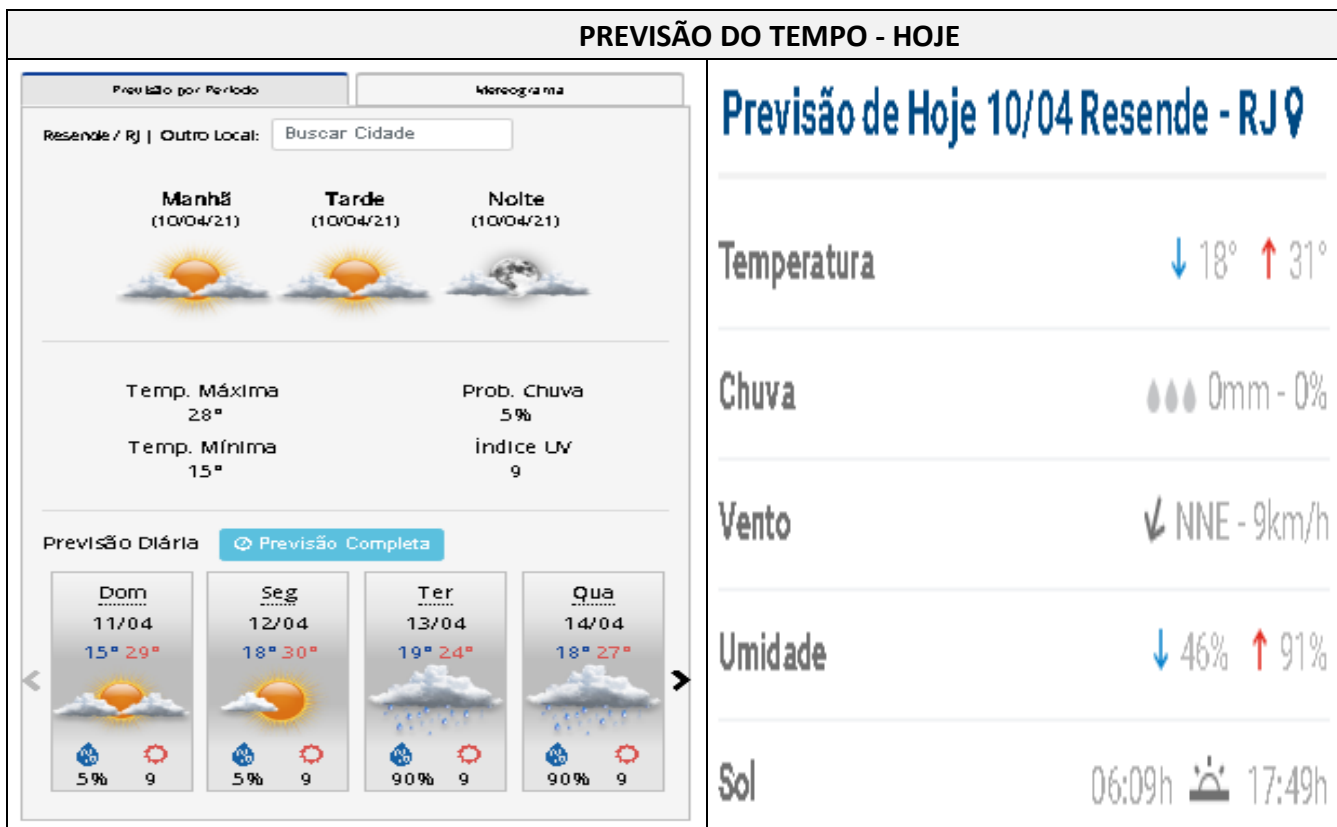 PREVISÃO DO TEMPO - HOJE
Previsão por Período
Meteograma
Resende / RJ | Outro Local: Buscar Cidade
Manhã Tarde Noite
(10/04/21) (10/04/21) (10/04/21)
Temp. Máxima Prob. Chuva
28° 5%
Temp. Mínima Índice UV
15° 9
Previsão Diária Previsão Completa
Dom Seg Ter Qua
11/04 12/04 13/04 14/04
15° 29° 18° 30° 19° 24° 18° 27°
< >
5% 9 5% 9 90% 9 90% 9
Previsão de Hoje 10/04 Resende - RJ
Temperatura ↓ 18° ↑ 31°
Chuva 0mm - 0%
Vento NNE - 9km/h
Umidade ↓ 46% ↑ 91%
Sol 06:09h 17:49h